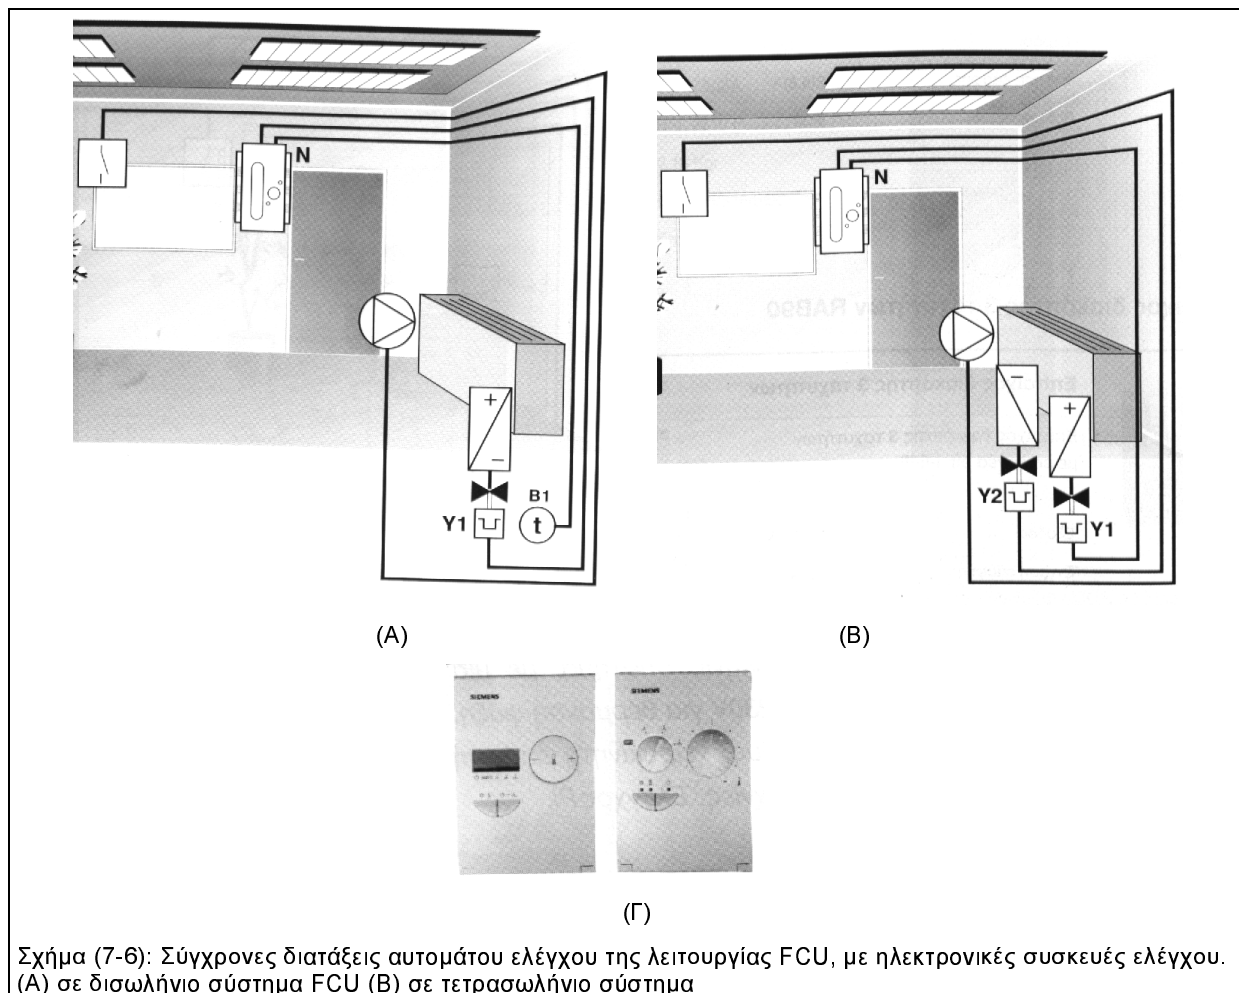 N
N
+
−
B1
Y1
t
−
+
Y2
Y1
(A)
(B)
SIEMENS
SIEMENS
(Γ)
Σχήμα (7-6): Σύγχρονες διατάξεις αυτομάτου ελέγχου της λειτουργίας FCU, με ηλεκτρονικές συσκευές ελέγχου.
(Α) σε δισωλήνιο σύστημα FCU (Β) σε τετρασωλήνιο σύστημα